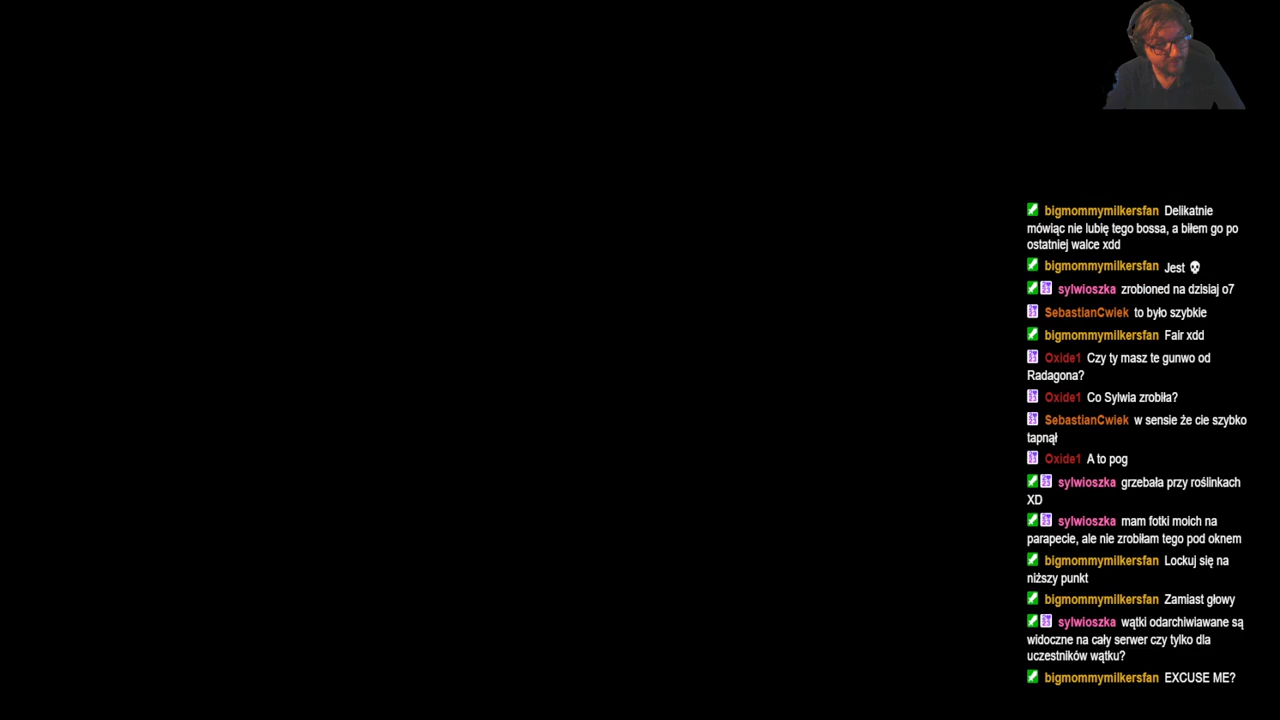 bigmommymilkersfan Delikatnie
mówiąc nie lubię tego bossa, a biłem go po
ostatniej walce xdd
bigmommymilkersfan Jest 💀
sylwioszka zrobioned na dzisiaj o7
SebastianCwiek to było szybkie
bigmommymilkersfan Fair xdd
Oxide1 Czy ty masz te gunwo od
Radagona?
Oxide1 Co Sylwia zrobiła?
SebastianCwiek w sensie że cie szybko
tapnął
Oxide1 A to pog
sylwioszka grzebała przy roślinkach
XD
sylwioszka mam fotki moich na
parapecie, ale nie zrobiłam tego pod oknem
bigmommymilkersfan Lockuj się na
niższy punkt
bigmommymilkersfan Zamiast głowy
sylwioszka wątki odarchiwiawane są
widoczne na cały serwer czy tylko dla
uczestników wątku?
bigmommymilkersfan EXCUSE ME?